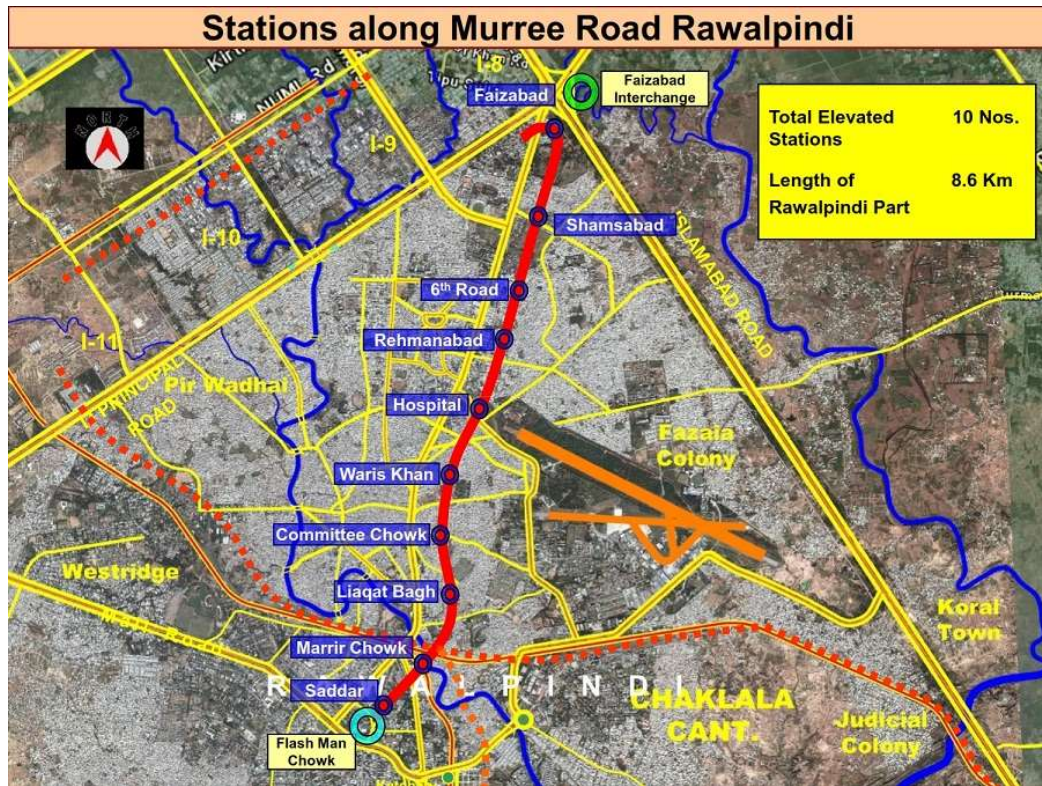 Stations along Murree Road Rawalpindi
NORTH
I-8
Faizabad
Faizabad
Interchange
Total Elevated 10 Nos.
Stations
Length of 8.6 Km
Rawalpindi Part
I-9
Shamsabad
I-10
ISLAMABAD ROAD
6th Road
Rehmanabad
I-11
Pir Wadhai
PRINCIPAL
ROAD
Hospital
Fazaia
Colony
Waris Khan
Committee Chowk
Westridge
Liaqat Bagh
Koral
Town
Marrir Chowk
RAWALPINDI
Saddar
CHAKLALA
CANT.
Judicial
Colony
Flash Man
Chowk